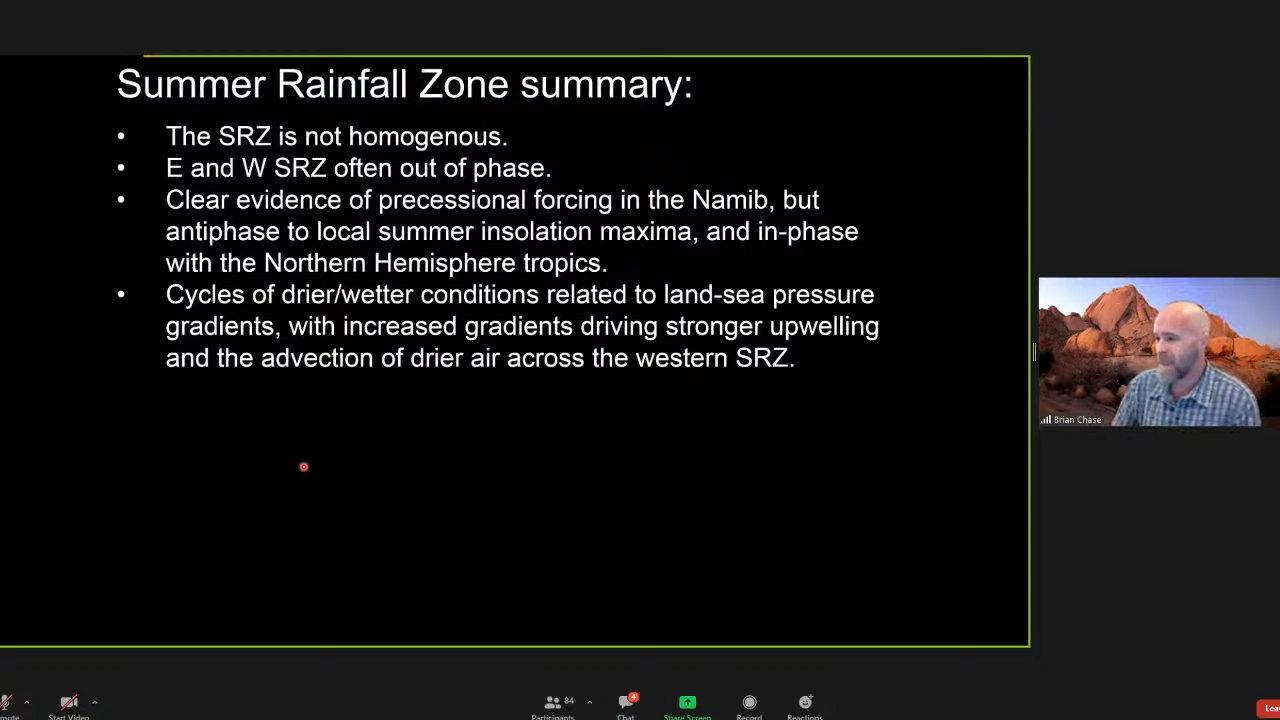 Summer Rainfall Zone summary:
• The SRZ is not homogenous.
• E and W SRZ often out of phase.
• Clear evidence of precessional forcing in the Namib, but
antiphase to local summer insolation maxima, and in-phase
with the Northern Hemisphere tropics.
• Cycles of drier/wetter conditions related to land-sea pressure
gradients, with increased gradients driving stronger upwelling
and the advection of drier air across the western SRZ.
Brian Chase
84
4
mute
Start Video
Participants
Chat
Share Screen
Record
Reactions
Lea